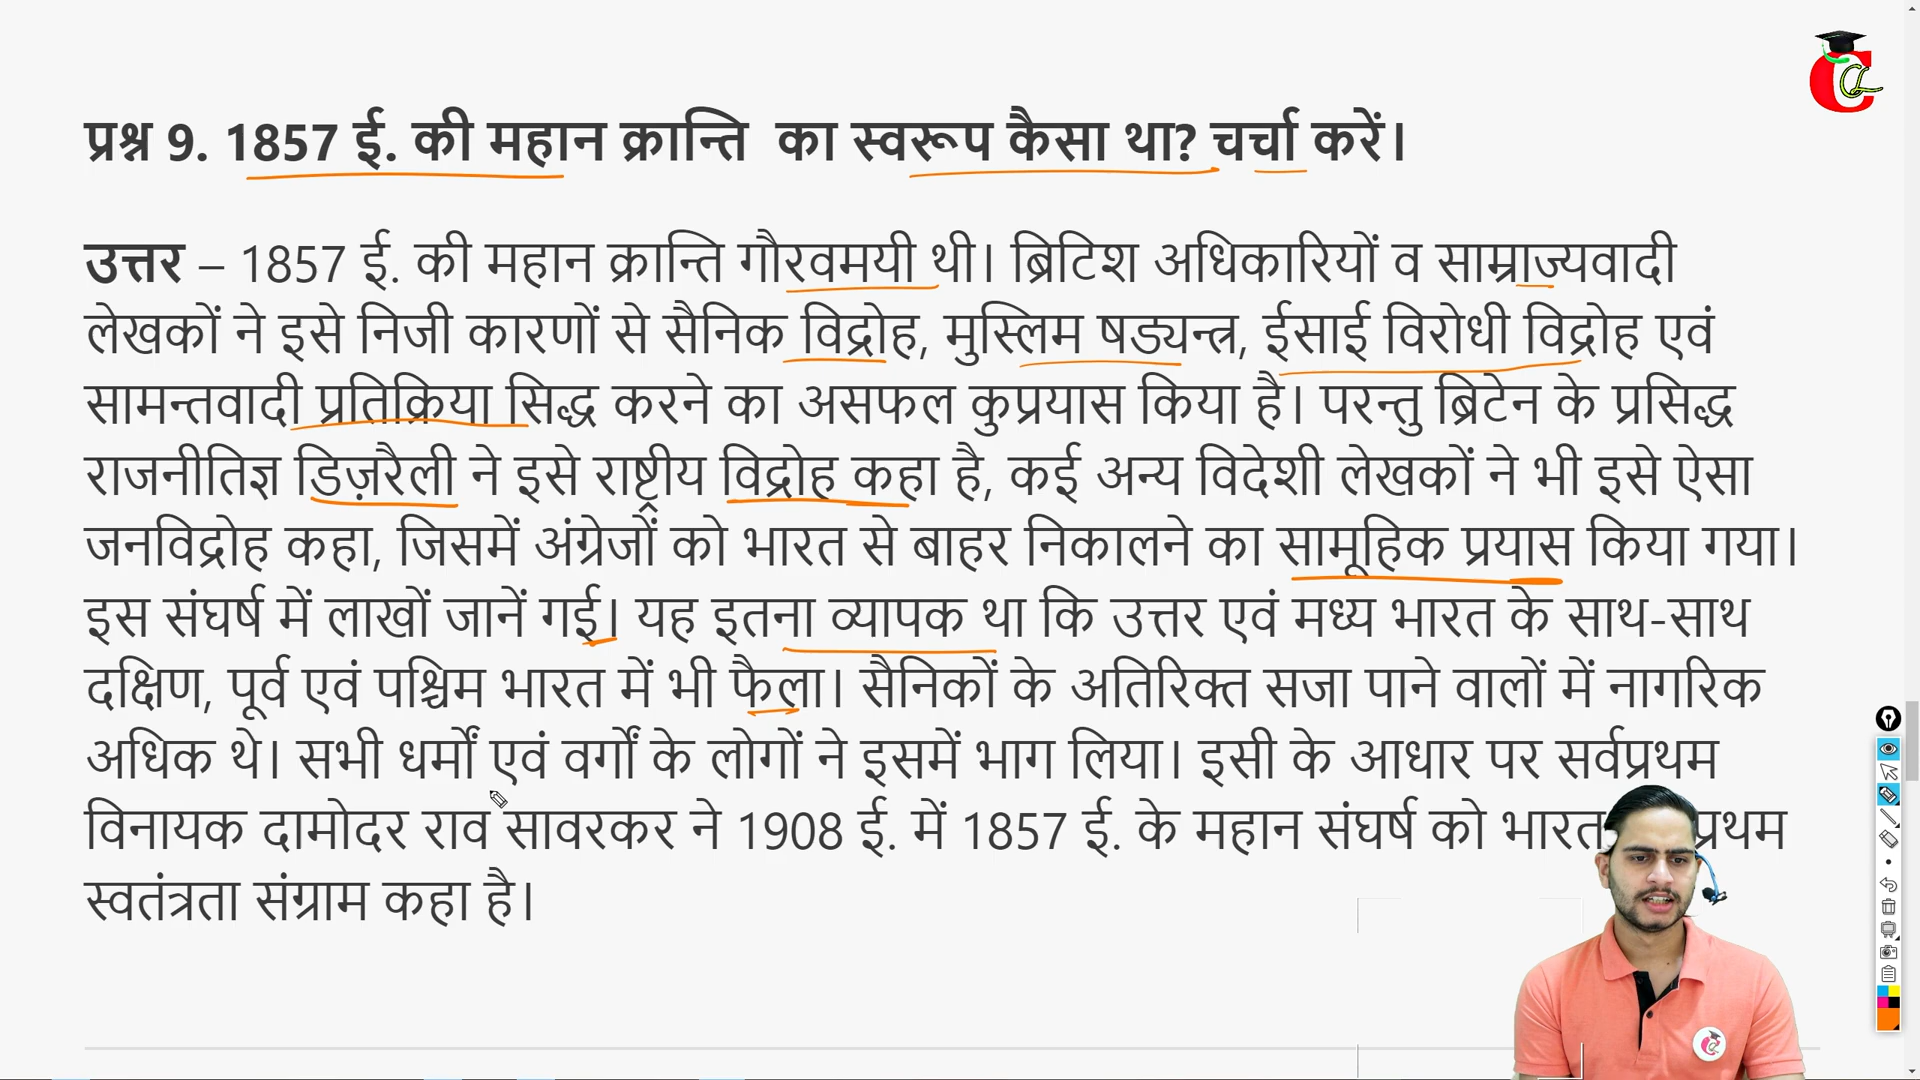 प्रश्न 9. 1857 ई. की महान क्रान्ति का स्वरूप कैसा था? चर्चा करें।
उत्तर – 1857 ई. की महान क्रान्ति गौरवमयी थी। ब्रिटिश अधिकारियों व साम्राज्यवादी
लेखकों ने इसे निजी कारणों से सैनिक विद्रोह, मुस्लिम षड्यन्त्र, ईसाई विरोधी विद्रोह एवं
सामन्तवादी प्रतिक्रिया सिद्ध करने का असफल कुप्रयास किया है। परन्तु ब्रिटेन के प्रसिद्ध
राजनीतिज्ञ डिज़रैली ने इसे राष्ट्रीय विद्रोह कहा है, कई अन्य विदेशी लेखकों ने भी इसे ऐसा
जनविद्रोह कहा, जिसमें अंग्रेजों को भारत से बाहर निकालने का सामूहिक प्रयास किया गया।
इस संघर्ष में लाखों जानें गई। यह इतना व्यापक था कि उत्तर एवं मध्य भारत के साथ-साथ
दक्षिण, पूर्व एवं पश्चिम भारत में भी फैला। सैनिकों के अतिरिक्त सजा पाने वालों में नागरिक
अधिक थे। सभी धर्मों एवं वर्गों के लोगों ने इसमें भाग लिया। इसी के आधार पर सर्वप्रथम
विनायक दामोदर राव सावरकर ने 1908 ई. में 1857 ई. के महान संघर्ष को भारत प्रथम
स्वतंत्रता संग्राम कहा है।